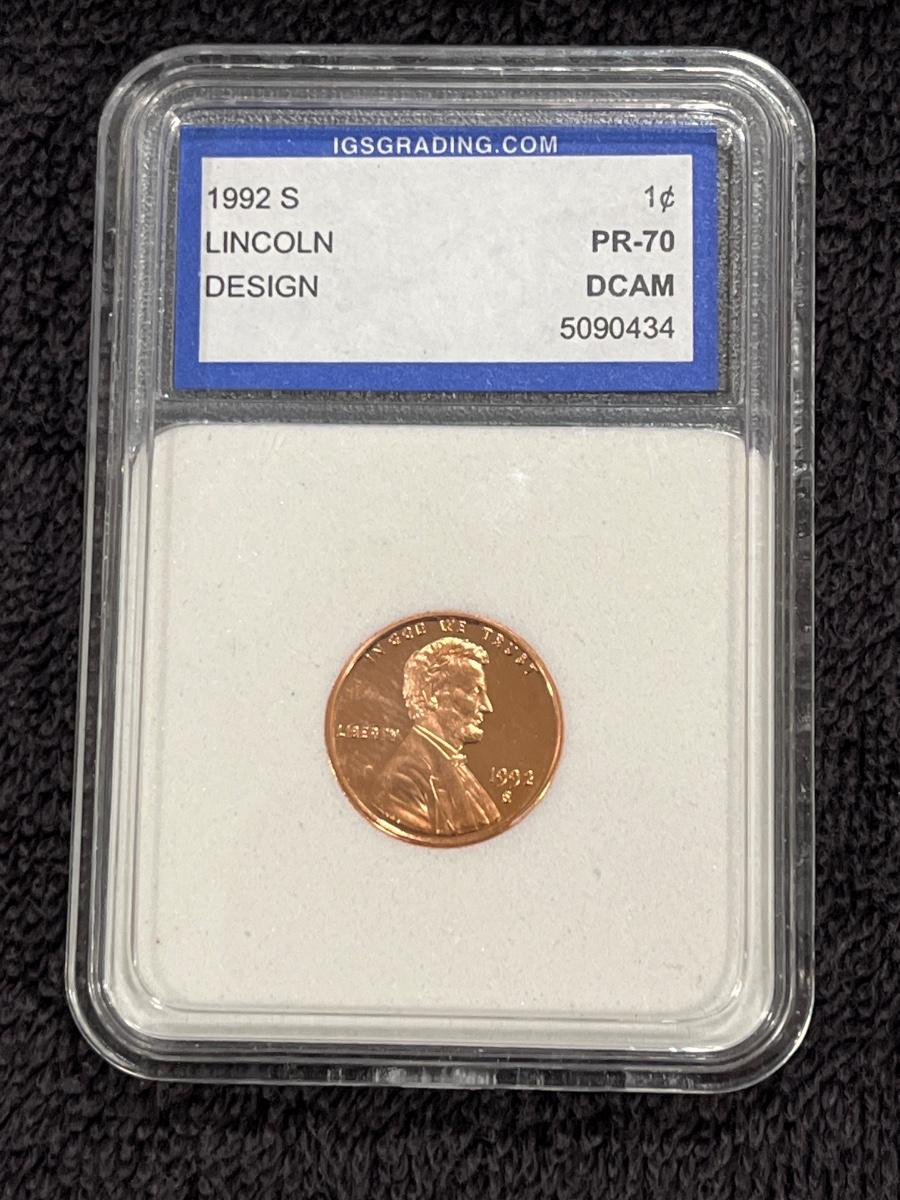 IGSGRADING.COM
1992 S 1¢
LINCOLN PR-70
DESIGN DCAM
5090434
IN GOD WE TRUST
LIBERTY
1992
S